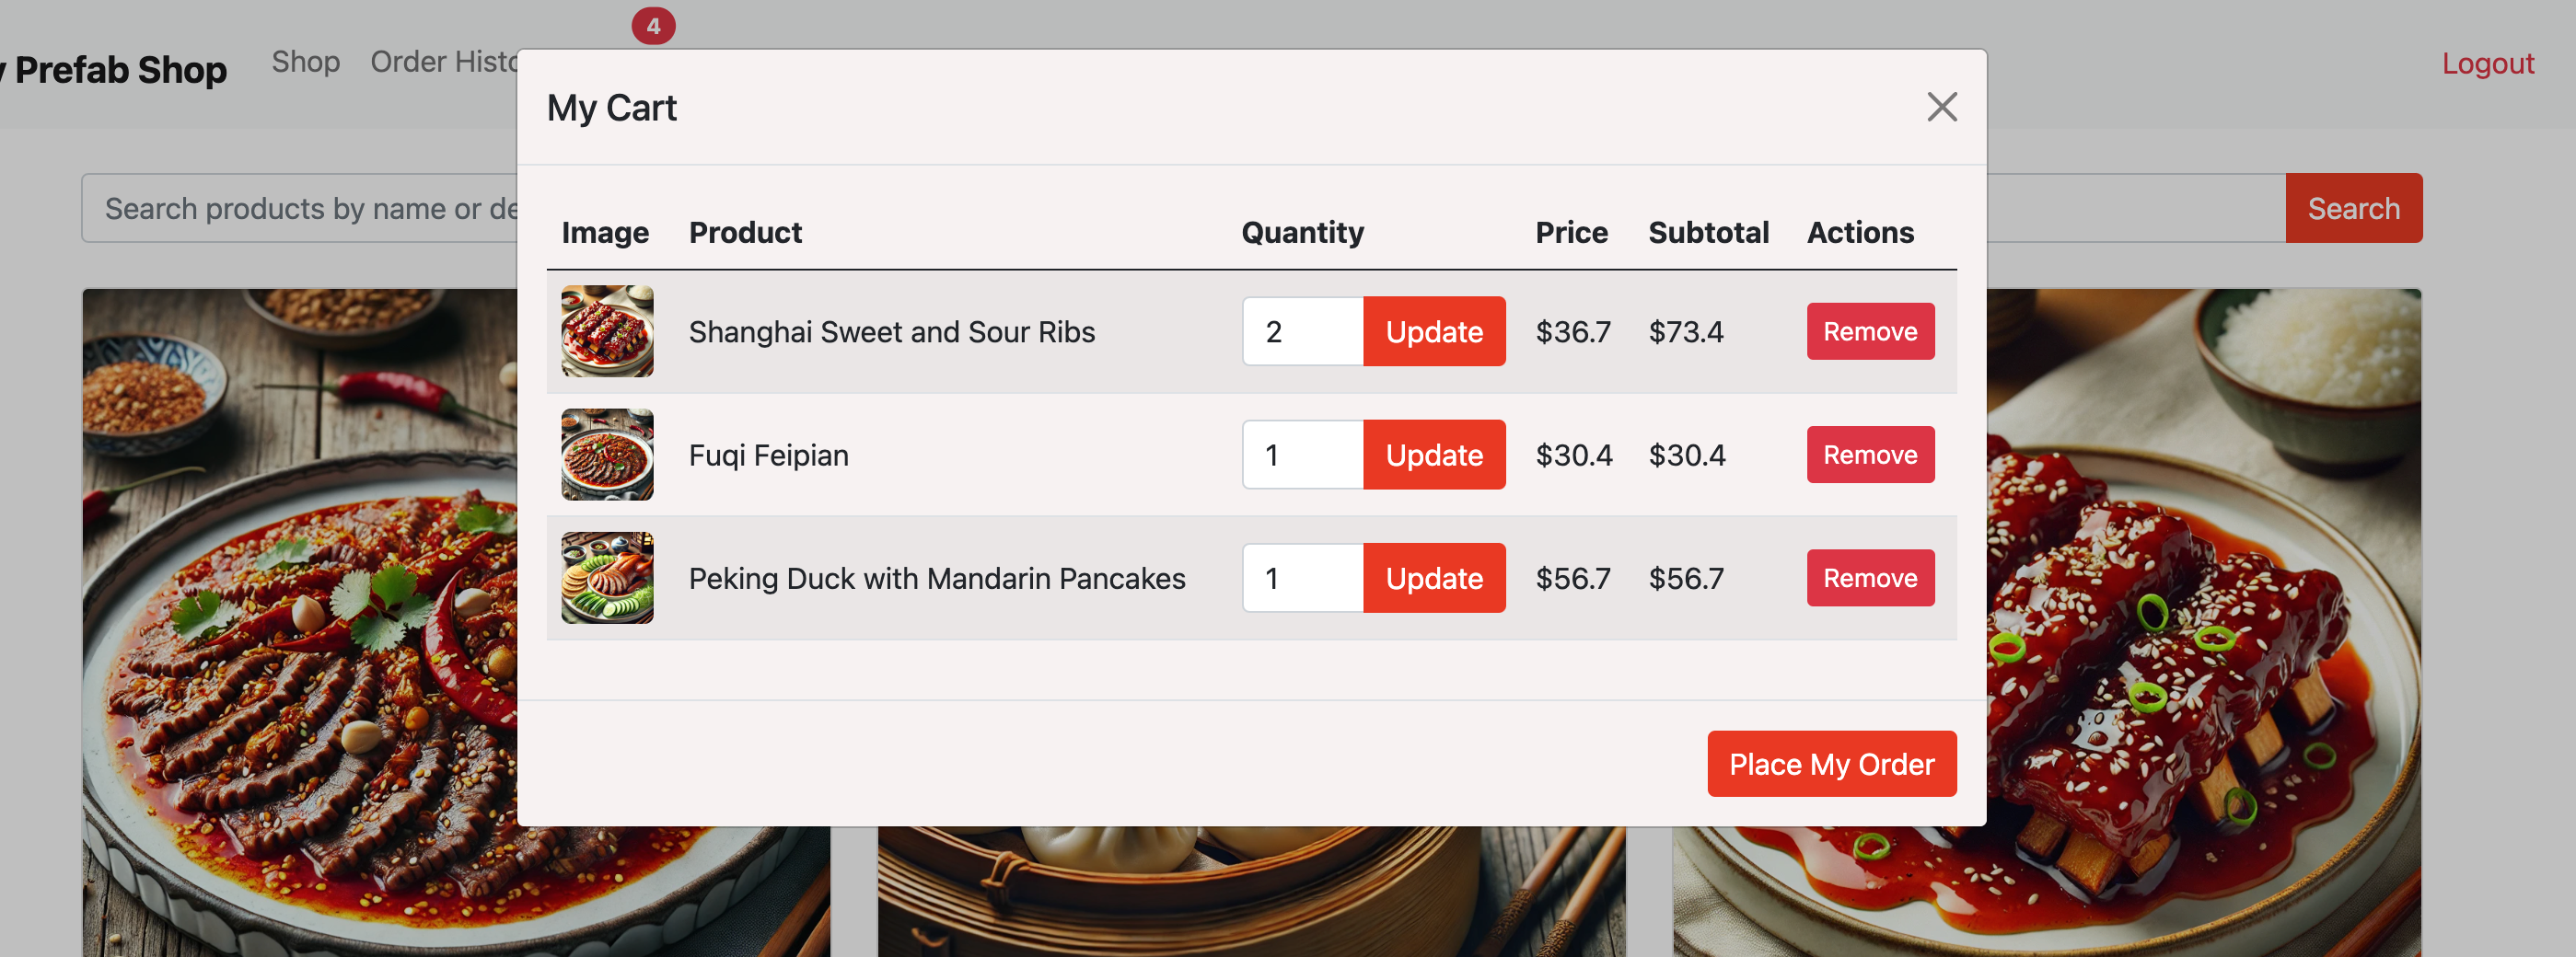 4
Prefab Shop Shop Order Histo Logout
My Cart
Search products by name or de Search
Image Product Quantity Price Subtotal Actions
Shanghai Sweet and Sour Ribs 2 Update $36.7 $73.4 Remove
Fuqi Feipian 1 Update $30.4 $30.4 Remove
Peking Duck with Mandarin Pancakes 1 Update $56.7 $56.7 Remove
Place My Order